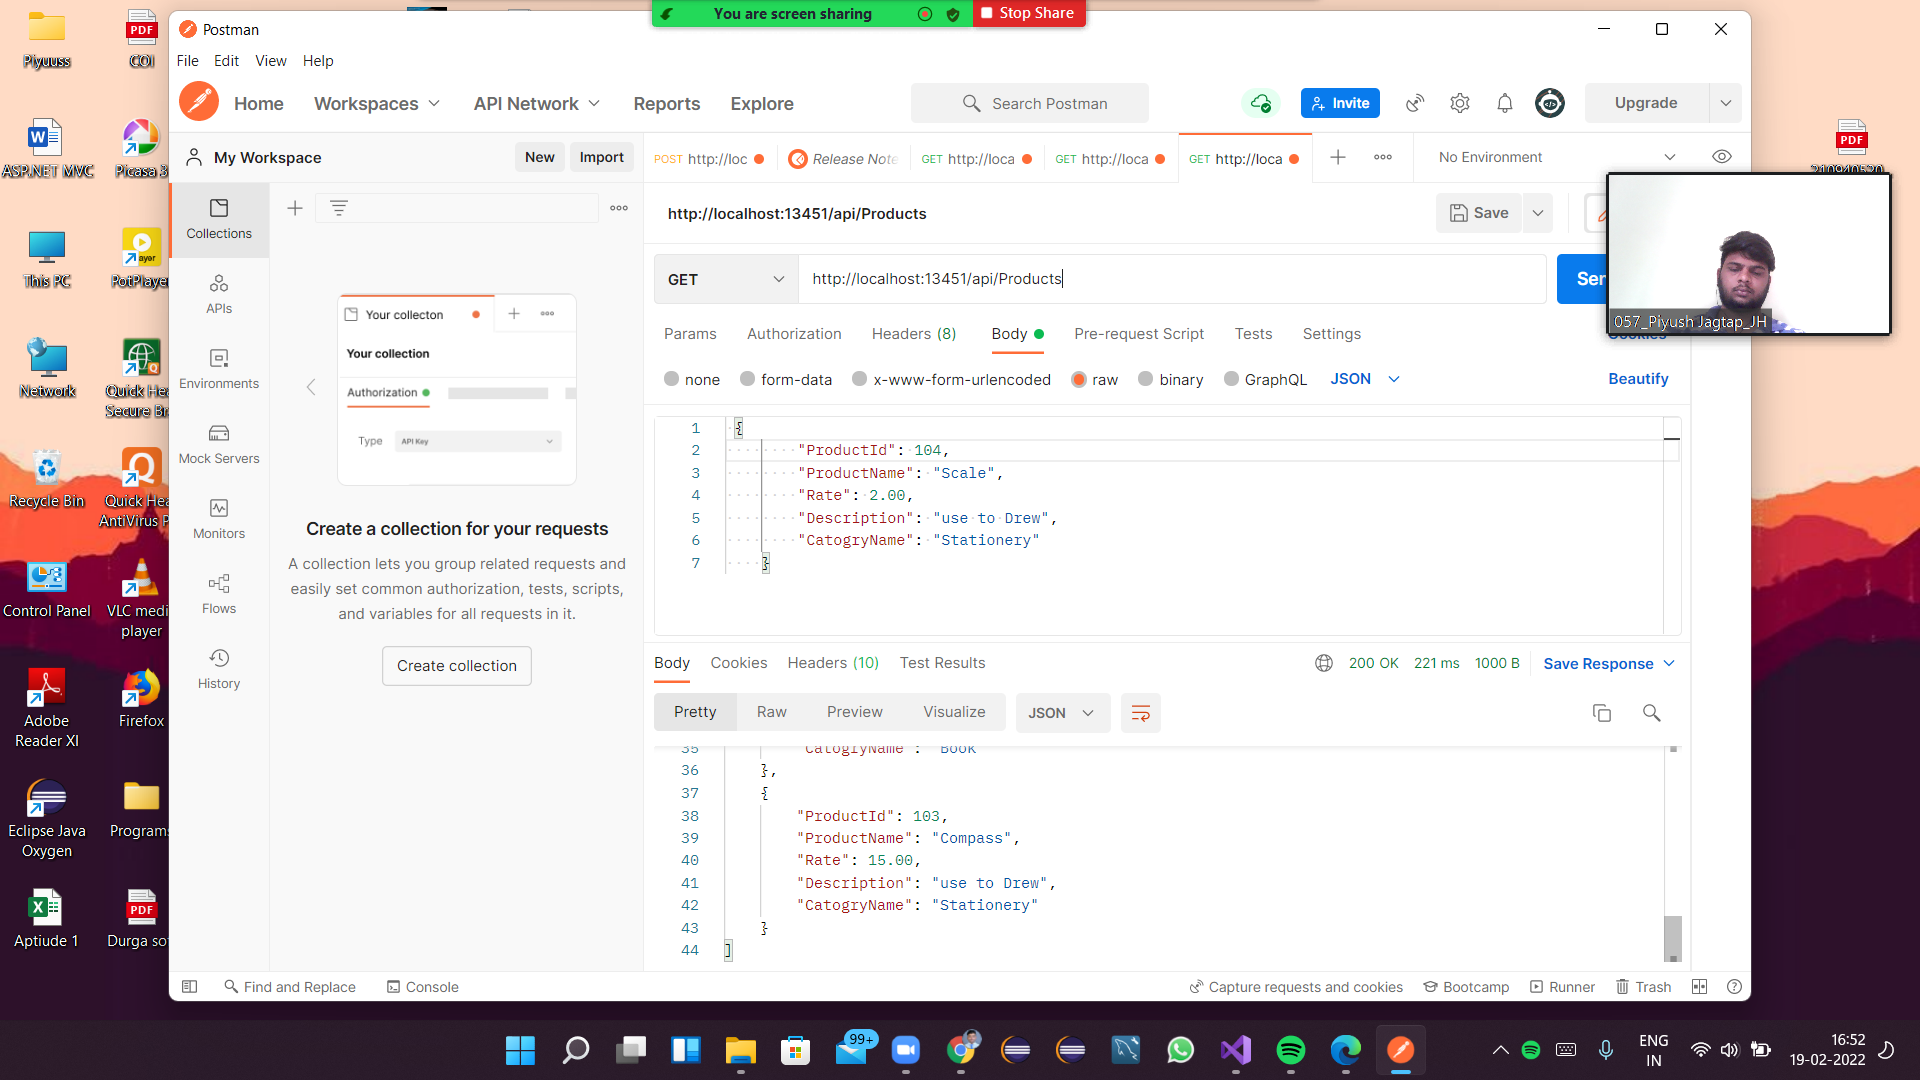 You are screen sharing
Stop Share
Piyuuss
COI
ASP.NET MVC
Picasa 3
This PC
PotPlaye
Network
Quick Hea
Secure Br
Recycle Bin
Quick Hea
AntiVirus P
Control Panel
VLC medi
player
Adobe
Reader XI
Firefox
Eclipse Java
Oxygen
Programs
Aptiude 1
Durga sof
Postman
File Edit View Help
Home Workspaces API Network Reports Explore
Search Postman
Invite
Upgrade
My Workspace
New Import
POST http://loc
Release Note
GET http://loca
GET http://loca
GET http://loca
No Environment
Collections
APIs
Environments
Mock Servers
Monitors
Flows
History
Your collecton
Your collection
Authorization
Type API Key
Create a collection for your requests
A collection lets you group related requests and
easily set common authorization, tests, scripts,
and variables for all requests in it.
Create collection
http://localhost:13451/api/Products
Save
GET http://localhost:13451/api/Products
Sen
057_Piyush Jagtap_JH
Params Authorization Headers (8) Body Pre-request Script Tests Settings Cookies
none form-data x-www-form-urlencoded raw binary GraphQL JSON Beautify
1 {
2 "ProductId": 104,
3 "ProductName": "Scale",
4 "Rate": 2.00,
5 "Description": "use to Drew",
6 "CatogryName": "Stationery"
7 }
Body Cookies Headers (10) Test Results
200 OK 221 ms 1000 B Save Response
Pretty Raw Preview Visualize JSON
35 "CatogryName": "Book"
36 },
37 {
38 "ProductId": 103,
39 "ProductName": "Compass",
40 "Rate": 15.00,
41 "Description": "use to Drew",
42 "CatogryName": "Stationery"
43 }
44 ]
Find and Replace Console
Capture requests and cookies Bootcamp Runner Trash
99+
ENG
IN
16:52
19-02-2022